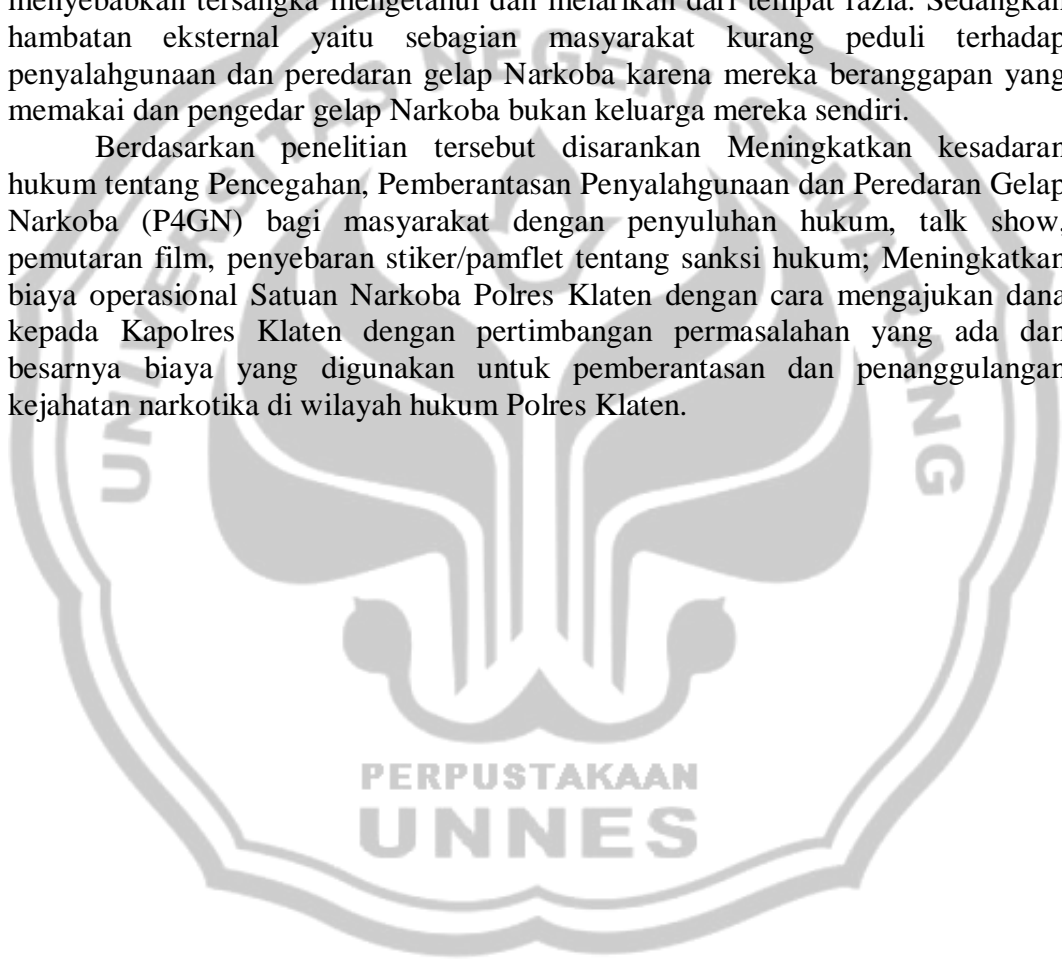 menyebabkan tersangka mengetahui dan melarikan dari tempat razia. Sedangkan
hambatan eksternal yaitu sebagian masyarakat kurang peduli terhadap
penyalahgunaan dan peredaran gelap Narkoba karena mereka beranggapan yang
memakai dan pengedar gelap Narkoba bukan keluarga mereka sendiri.
Berdasarkan penelitian tersebut disarankan Meningkatkan kesadaran
hukum tentang Pencegahan, Pemberantasan Penyalahgunaan dan Peredaran Gelap
Narkoba (P4GN) bagi masyarakat dengan penyuluhan hukum, talk show,
pemutaran film, penyebaran stiker/pamflet tentang sanksi hukum; Meningkatkan
biaya operasional Satuan Narkoba Polres Klaten dengan cara mengajukan dana
kepada Kapolres Klaten dengan pertimbangan permasalahan yang ada dan
besarnya biaya yang digunakan untuk pemberantasan dan penanggulangan
kejahatan narkotika di wilayah hukum Polres Klaten.
UNIVERSITAS NEGERI SEMARANG
PERPUSTAKAAN
UNNES